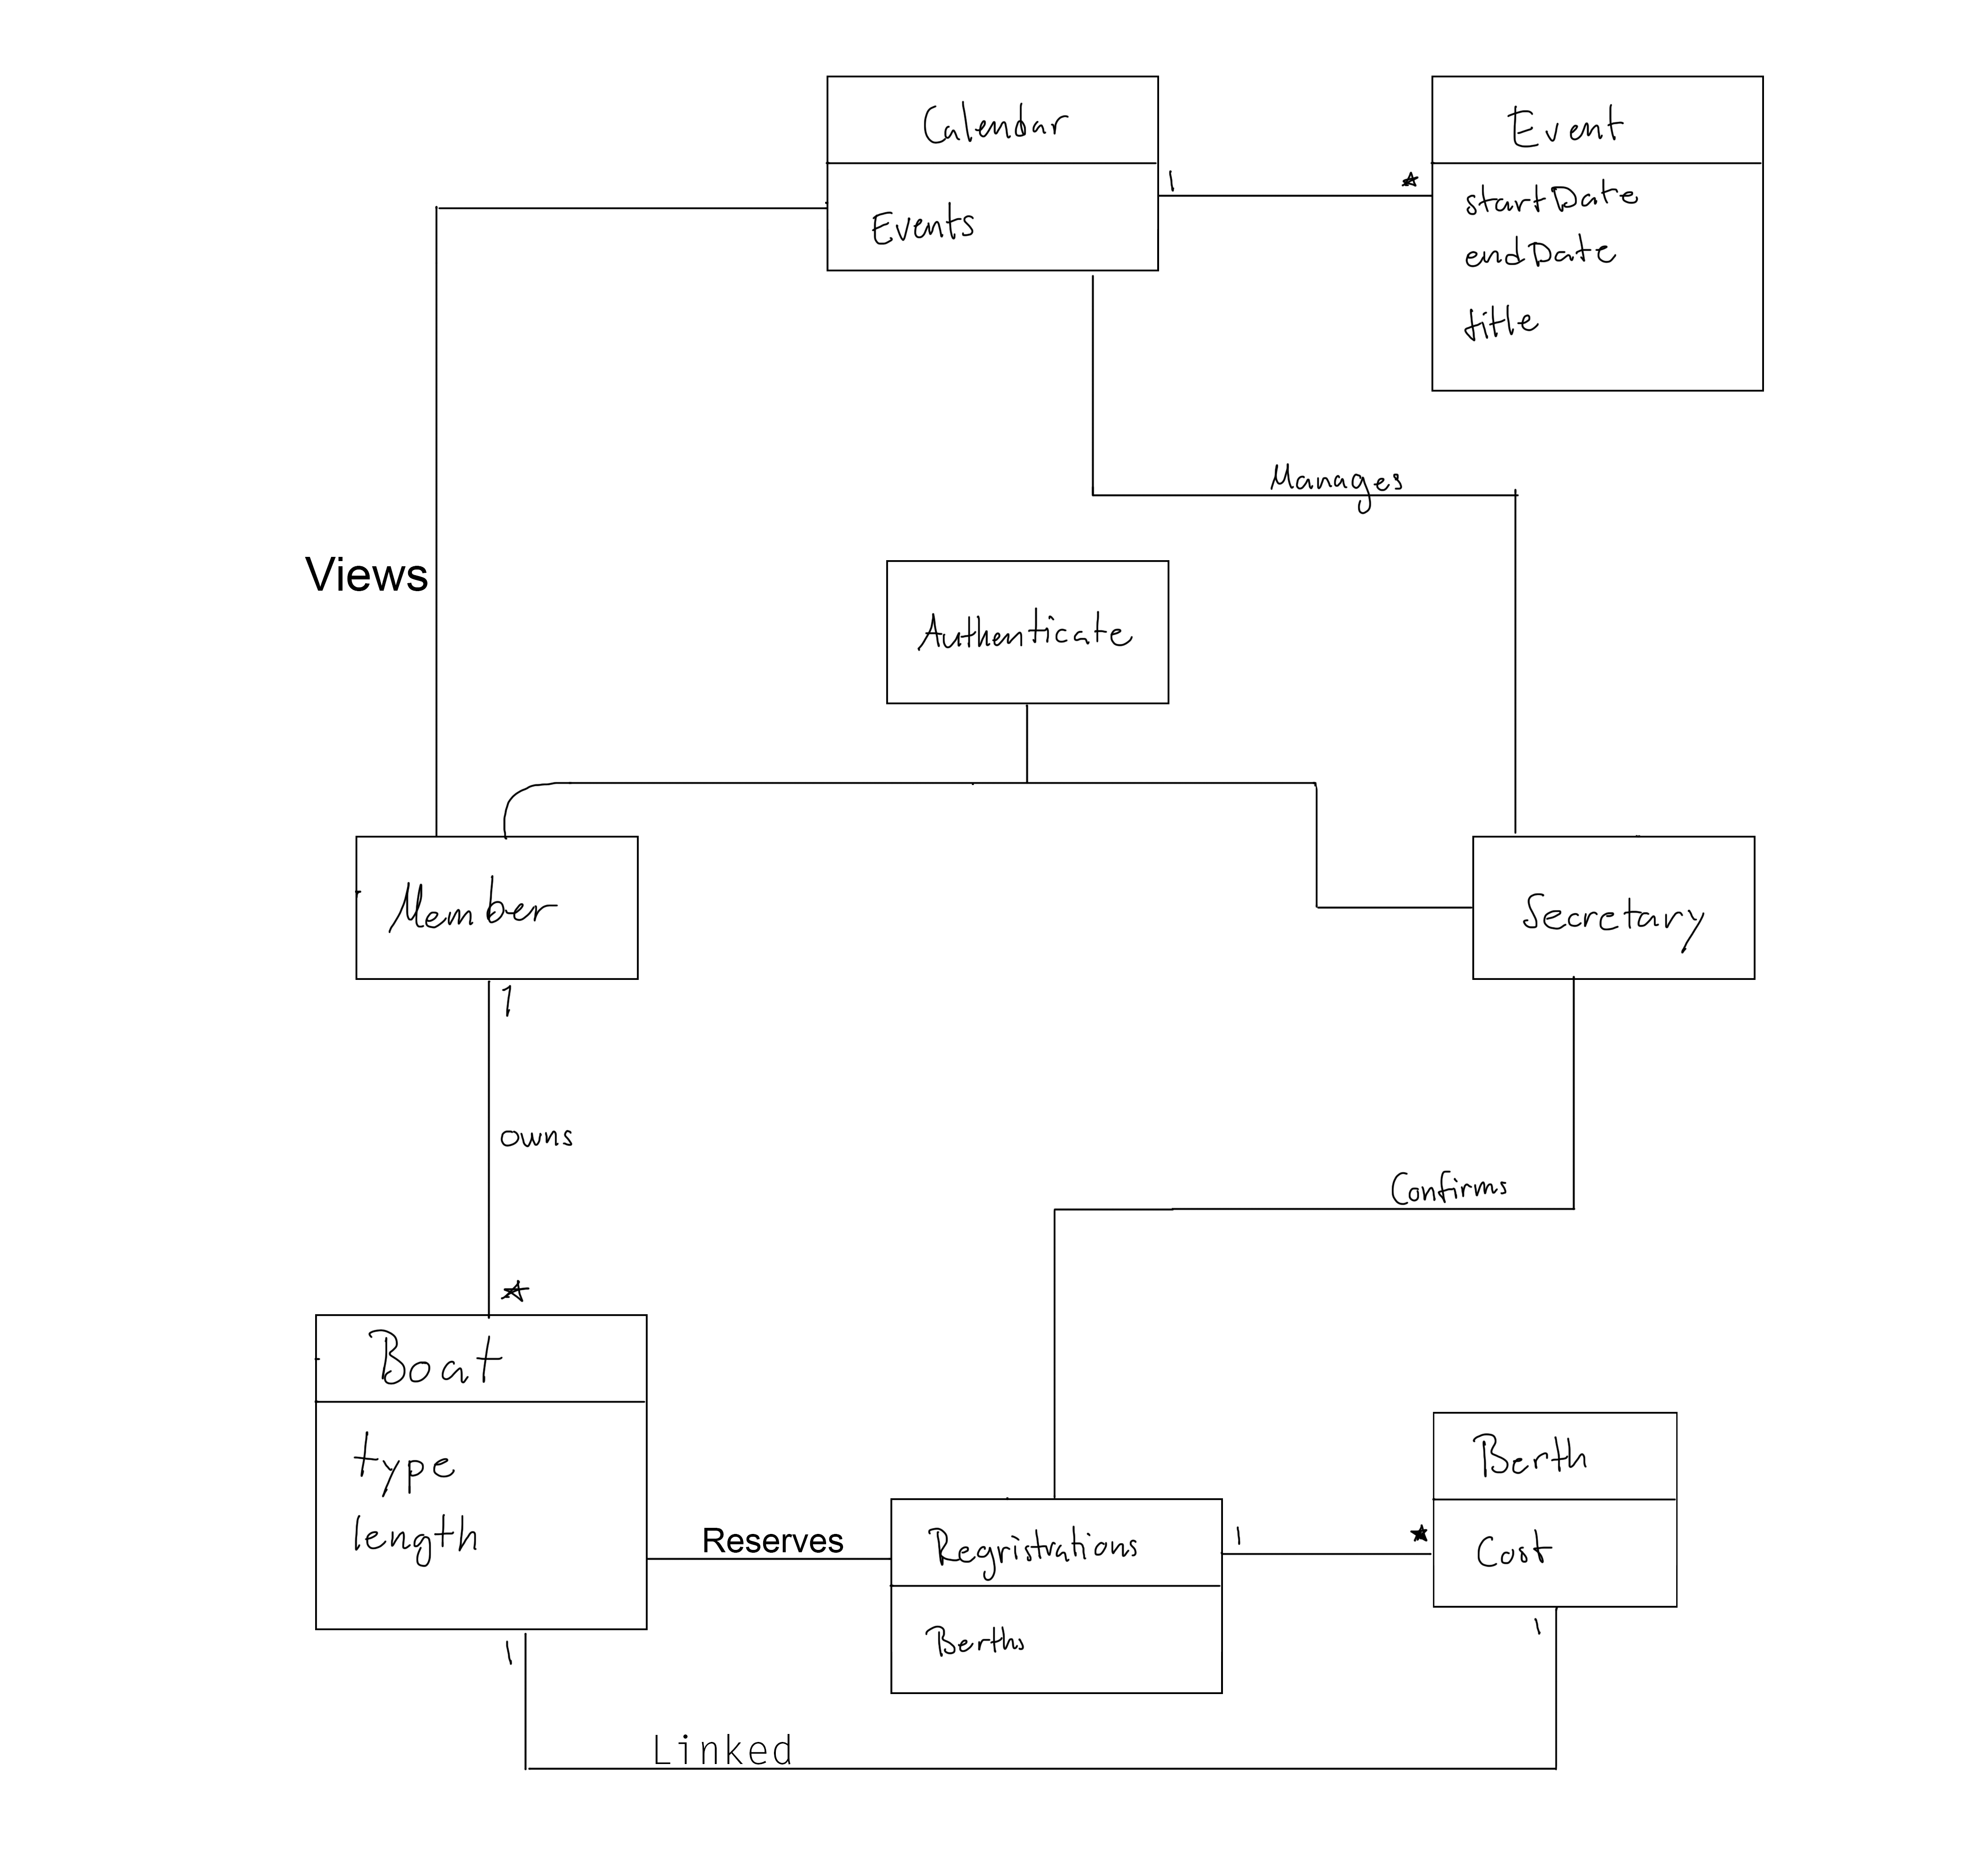 Calendar
Events
1
*
Event
startDate
endDate
title
Manages
Views
Authenticate
Member
Secretary
1
owns
*
Confirms
Boat
type
length
Reserves
Regristrations
Berths
1
*
Berth
Cost
1
1
Linked